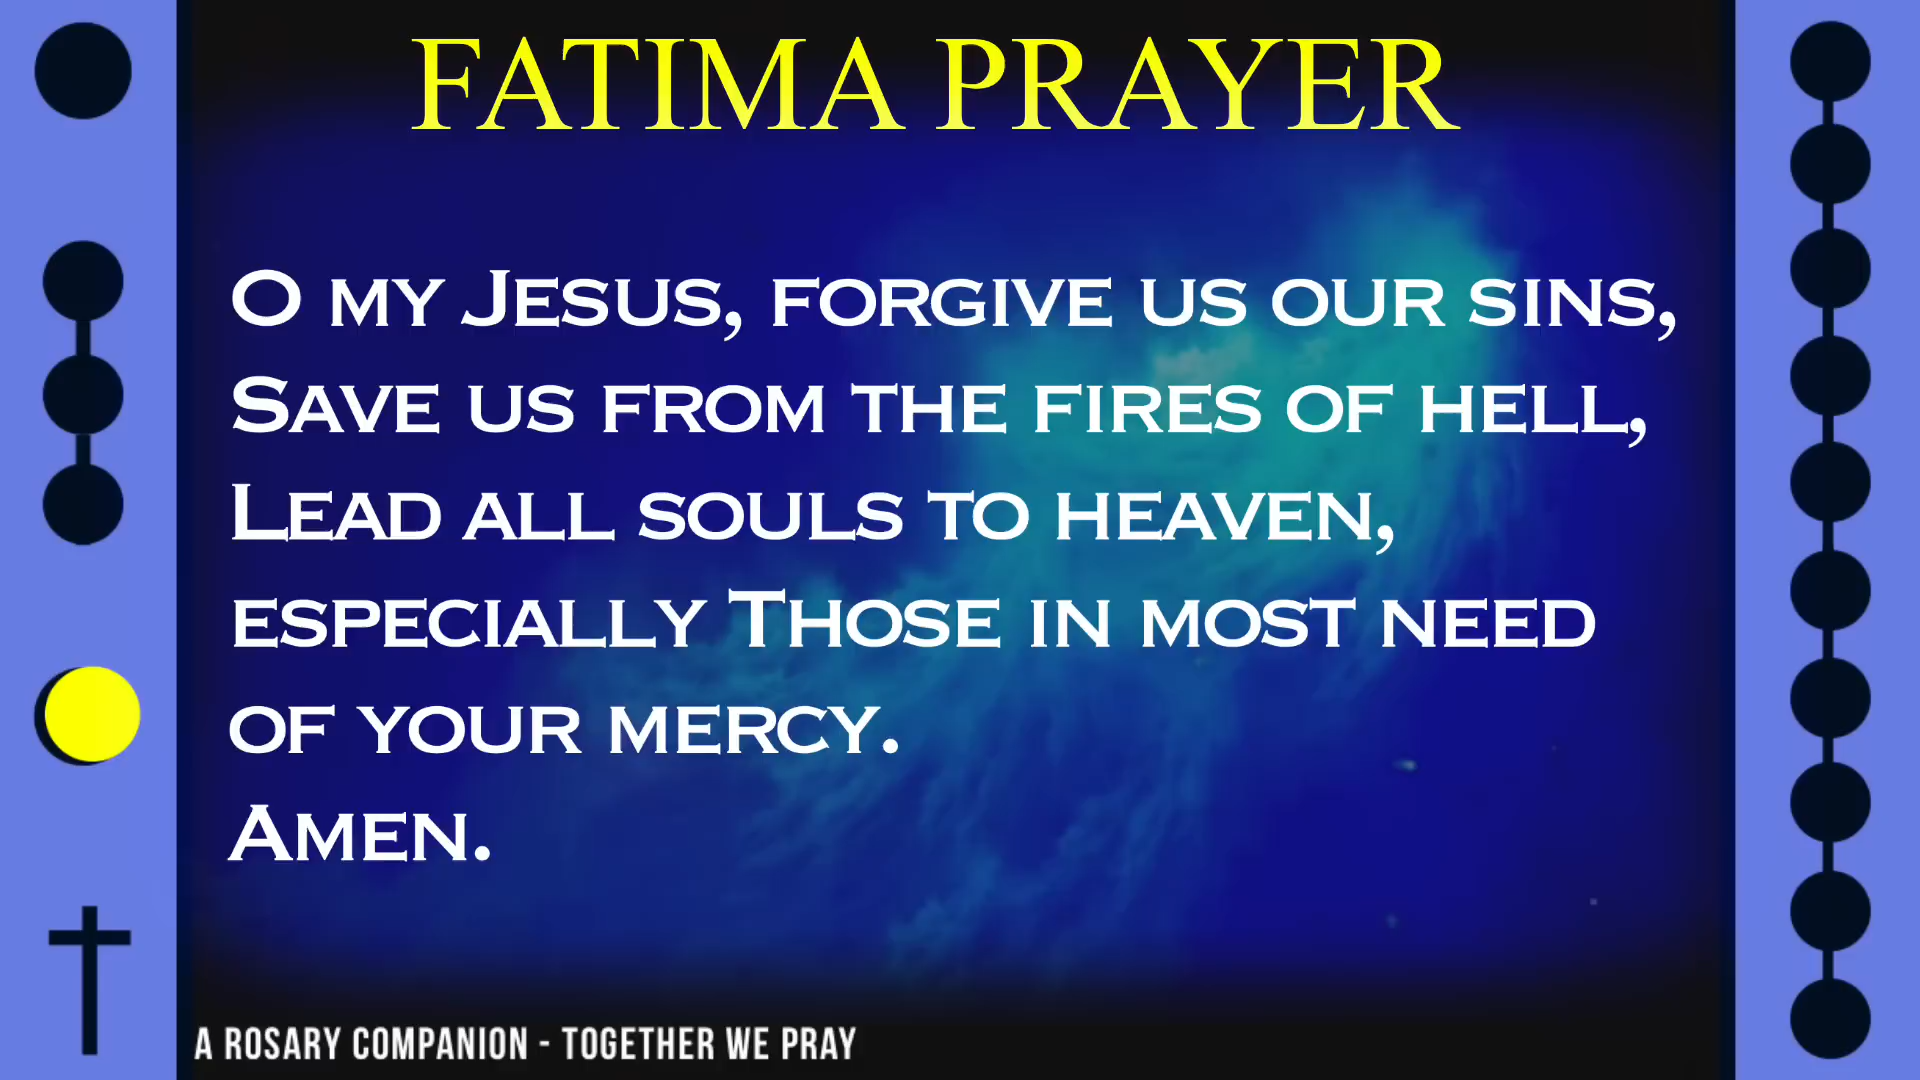 FATIMA PRAYER
O my Jesus, forgive us our sins,
Save us from the fires of hell,
Lead all souls to heaven,
especially Those in most need
of your mercy.
Amen.
A ROSARY COMPANION - TOGETHER WE PRAY